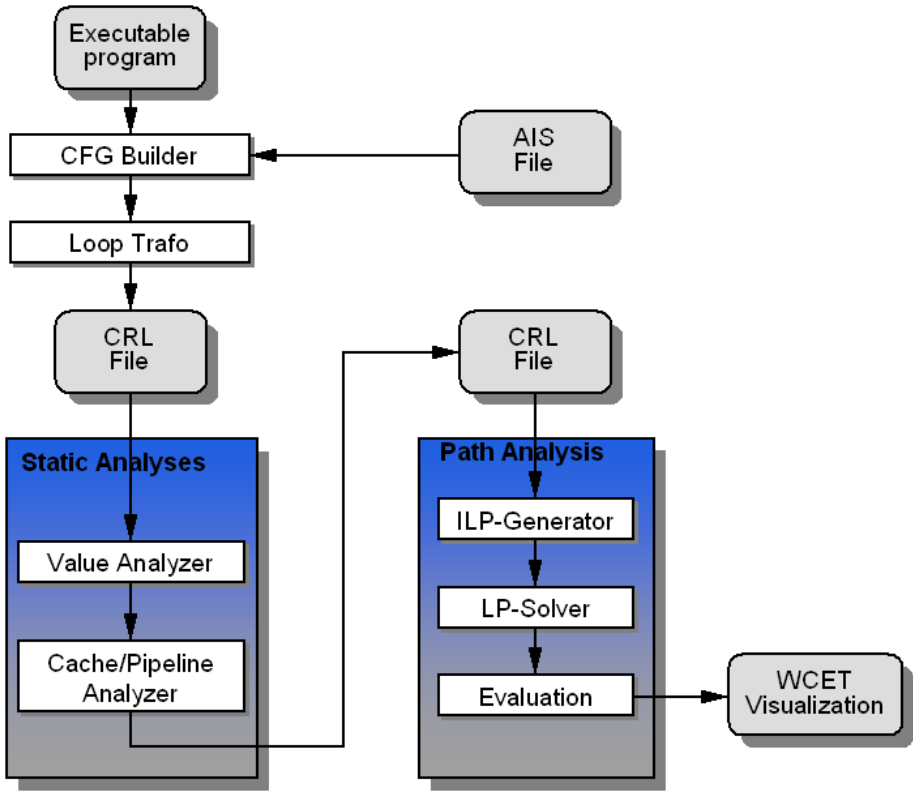 Executable
program
CFG Builder
AIS
File
Loop Trafo
CRL
File
CRL
File
Static Analyses
Value Analyzer
Cache/Pipeline
Analyzer
Path Analysis
ILP-Generator
LP-Solver
Evaluation
WCET
Visualization